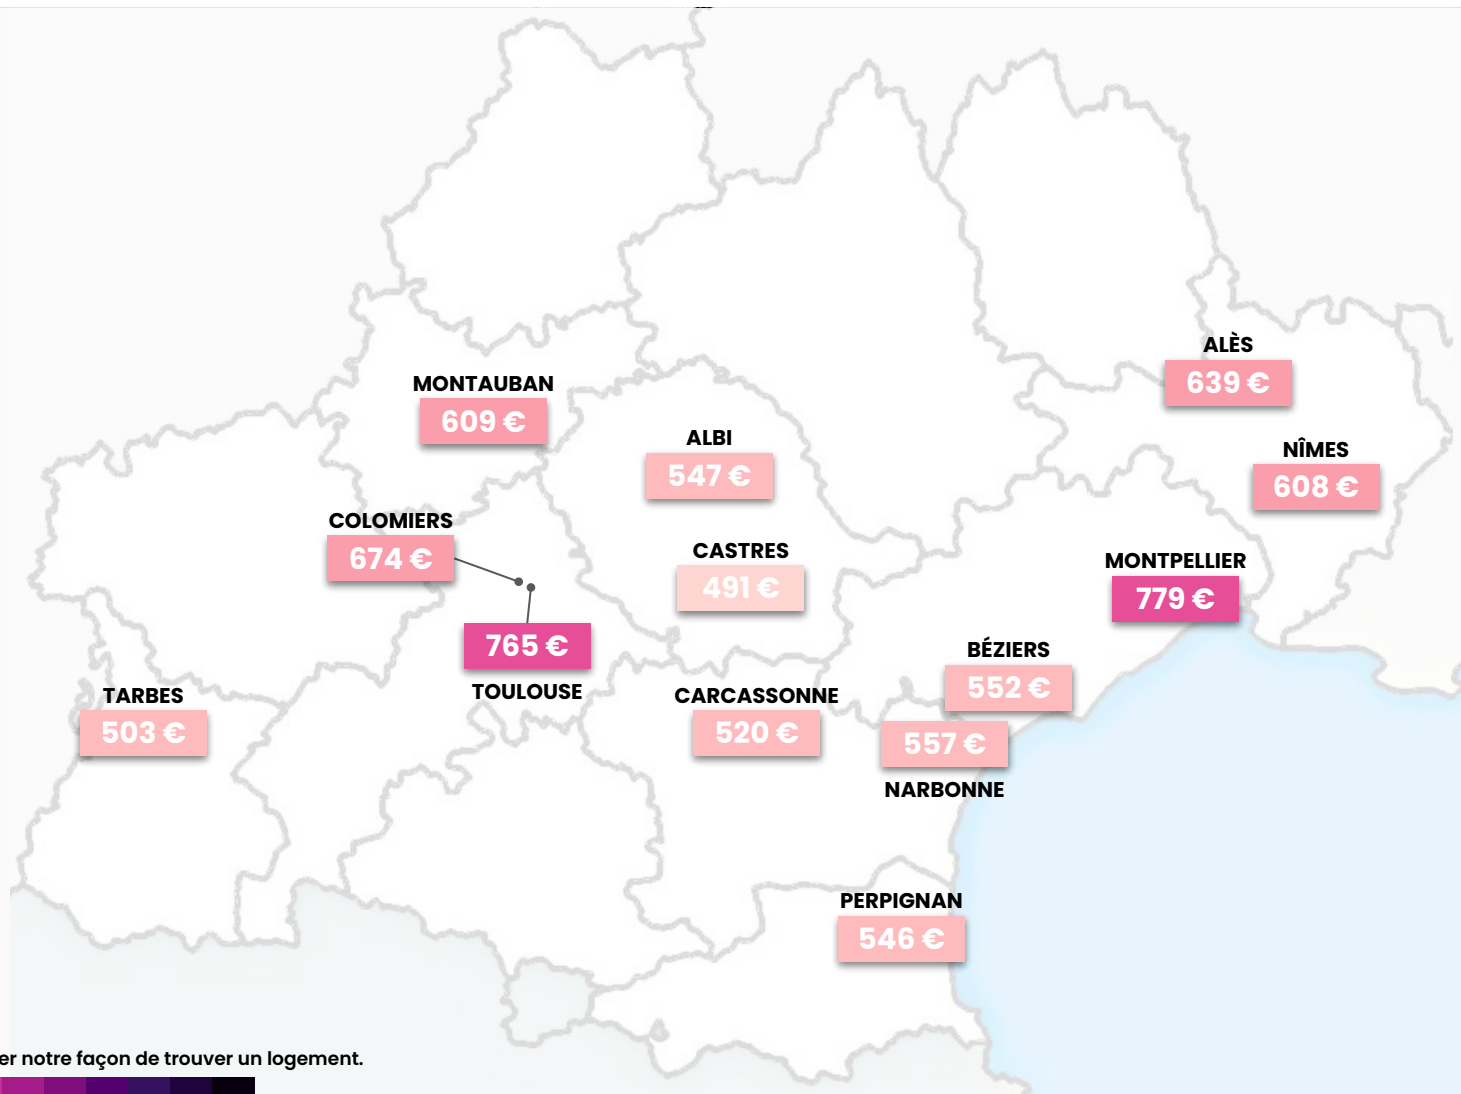 ALÈS
639 €
MONTAUBAN
609 €
ALBI
547 €
NÎMES
608 €
COLOMIERS
674 €
CASTRES
491 €
MONTPELLIER
779 €
765 €
TOULOUSE
BÉZIERS
552 €
TARBES
503 €
CARCASSONNE
520 €
557 €
NARBONNE
PERPIGNAN
546 €
er notre façon de trouver un logement.